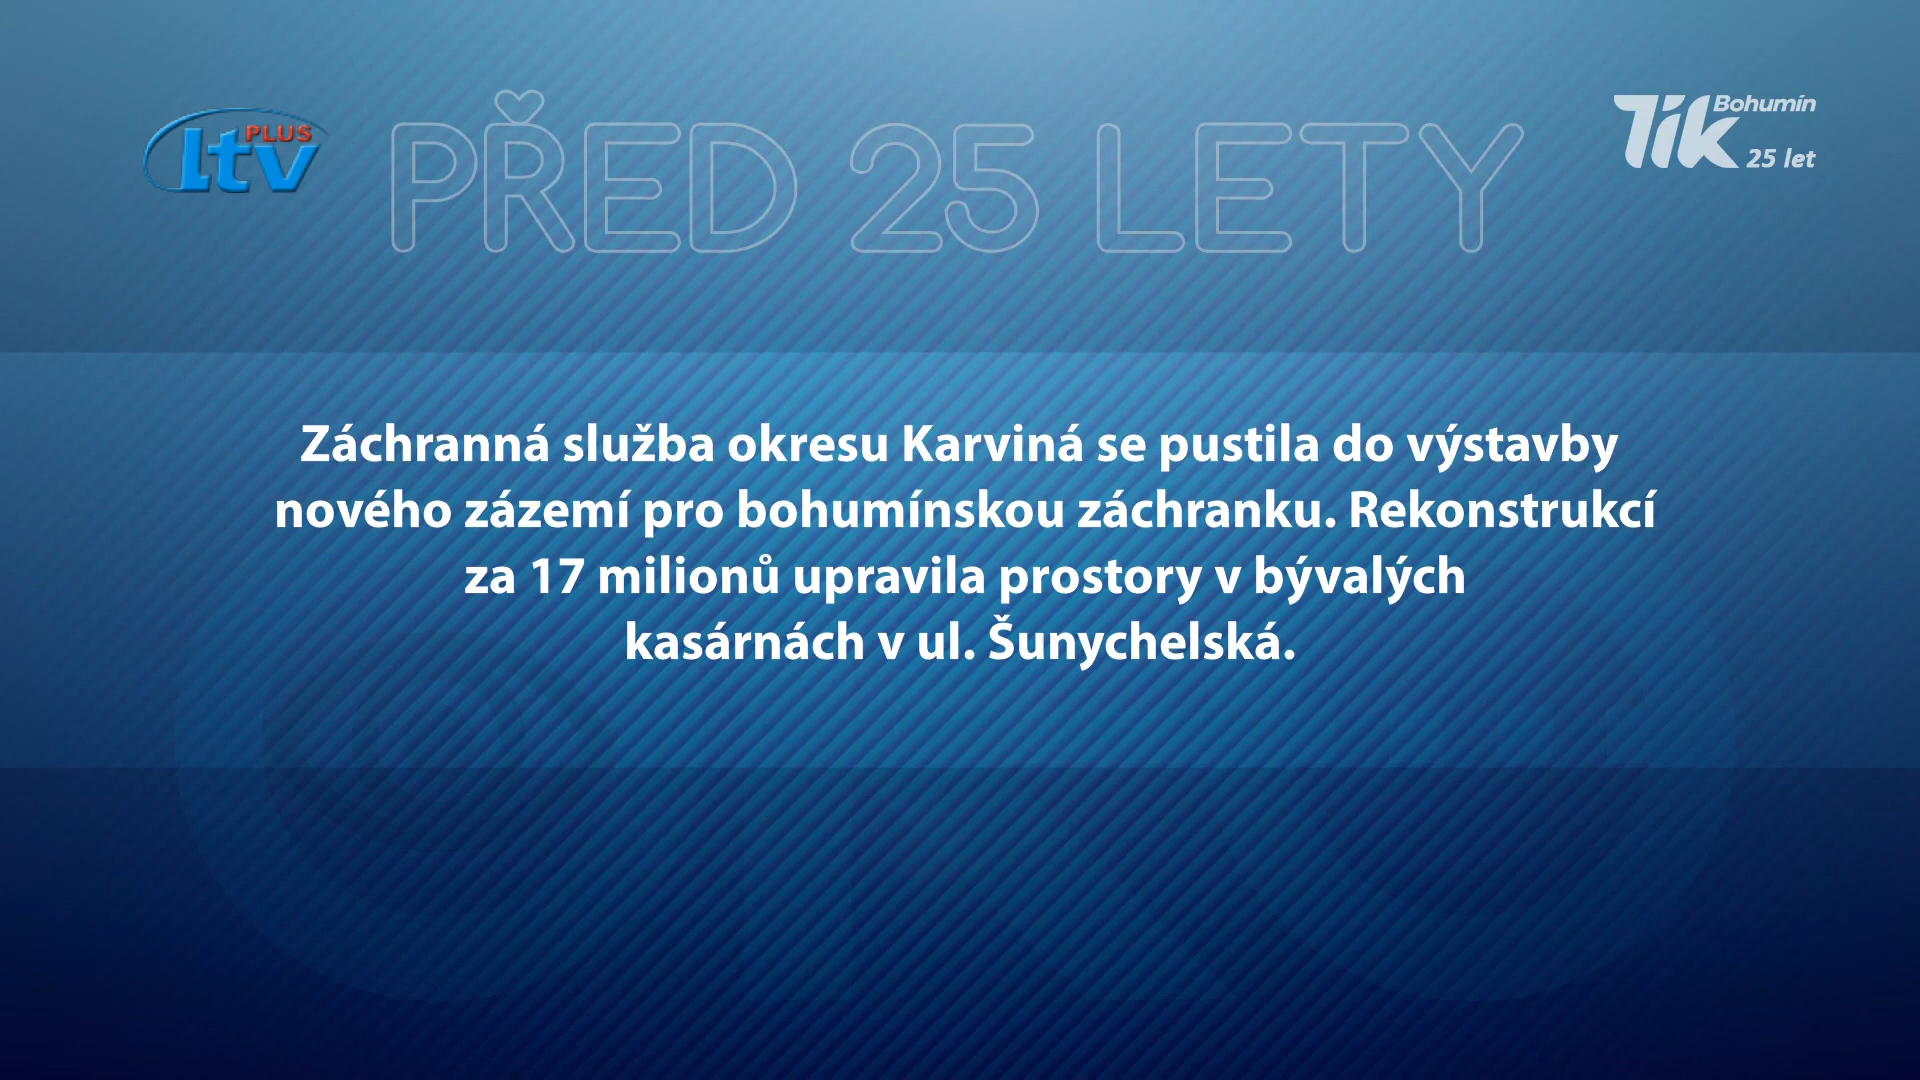 ltv PLUS
PŘED 25 LETY
Tik Bohumín
25 let
Záchranná služba okresu Karviná se pustila do výstavby
nového zázemí pro bohumínskou záchranku. Rekonstrukcí
za 17 milionů upravila prostory v bývalých
kasárnách v ul. Šunychelská.